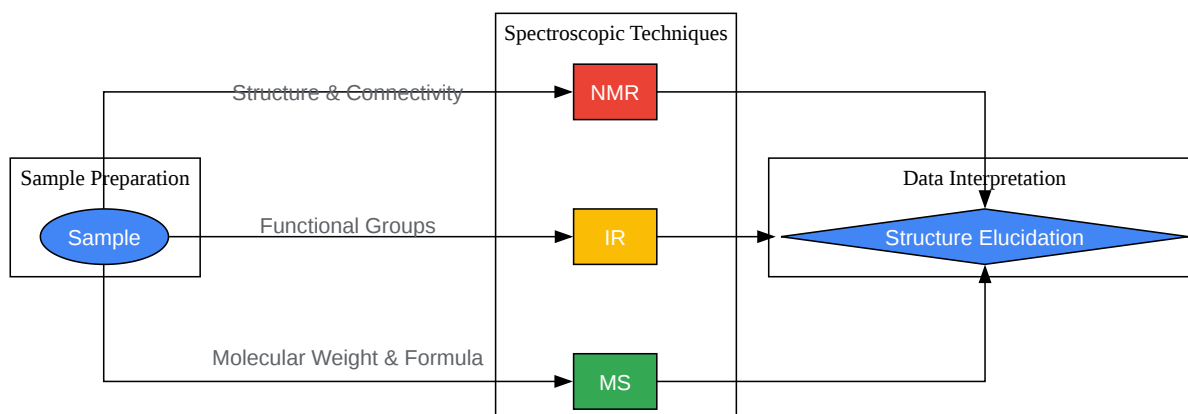 Spectroscopic Techniques
Structure & Connectivity
NMR
Sample Preparation
Data Interpretation
Functional Groups
Sample
IR
Structure Elucidation
Molecular Weight & Formula
MS